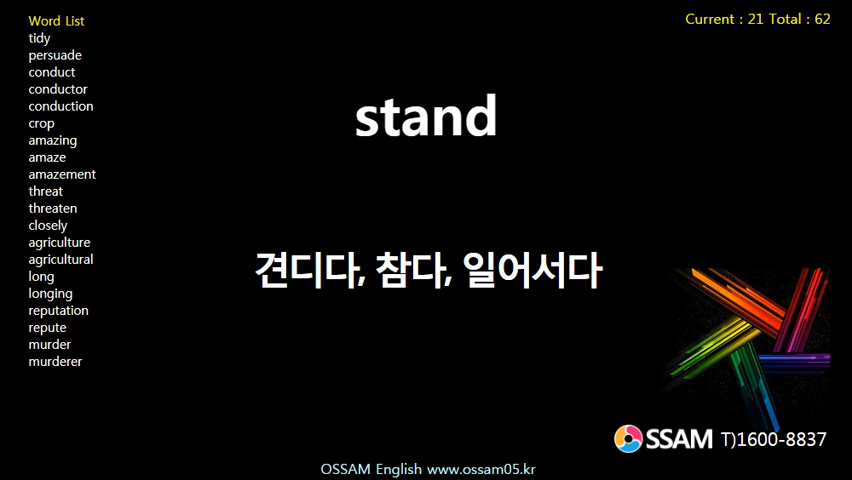 Word List
tidy
persuade
conduct
conductor
conduction
crop
amazing
amaze
amazement
threat
threaten
closely
agriculture
agricultural
long
longing
reputation
repute
murder
murderer
Current : 21 Total : 62
stand
견디다, 참다, 일어서다
SSAM T)1600-8837
OSSAM English www.ossam05.kr